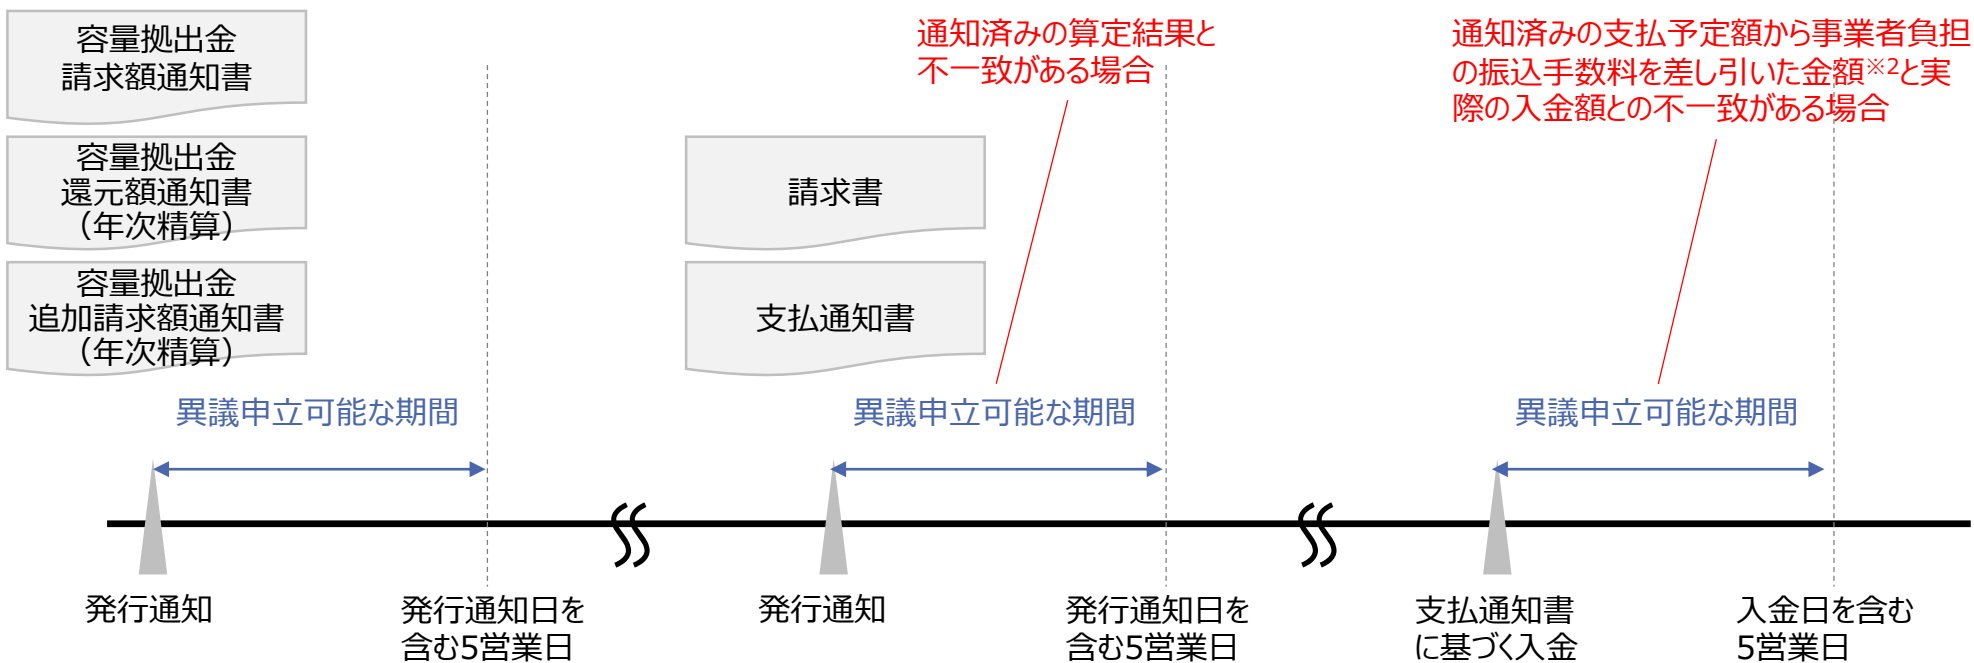 容量拠出金
請求額通知書
容量拠出金
還元額通知書
（年次精算）
容量拠出金
追加請求額通知書
（年次精算）
請求書
支払通知書
通知済みの算定結果と
不一致がある場合
通知済みの支払予定額から事業者負担
の振込手数料を差し引いた金額※2と実
際の入金額との不一致がある場合
異議申立可能な期間
異議申立可能な期間
異議申立可能な期間
発行通知
発行通知日を
含む5営業日
発行通知
発行通知日を
含む5営業日
支払通知書
に基づく入金
入金日を含む
5営業日